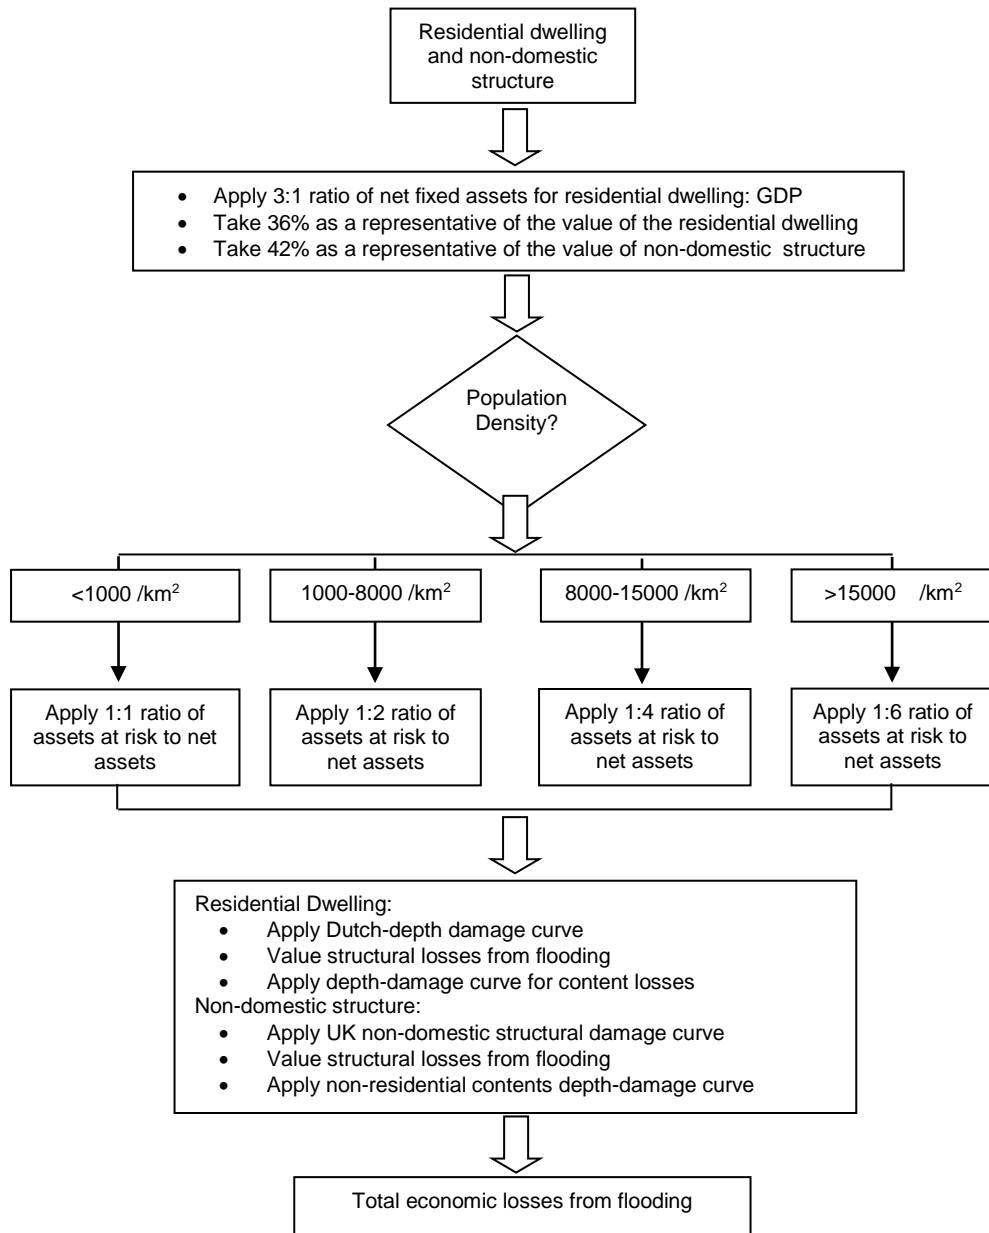 Residential dwelling
and non-domestic
structure
• Apply 3:1 ratio of net fixed assets for residential dwelling: GDP
• Take 36% as a representative of the value of the residential dwelling
• Take 42% as a representative of the value of non-domestic  structure
Population
Density?
<1000 /km²
1000-8000 /km²
8000-15000 /km²
>15000    /km²
Apply 1:1 ratio of
assets at risk to net
assets
Apply 1:2 ratio of
assets at risk to
net assets
Apply 1:4 ratio of
assets at risk to
net assets
Apply 1:6 ratio of
assets at risk to
net assets
Residential Dwelling:
• Apply Dutch-depth damage curve
• Value structural losses from flooding
• Apply depth-damage curve for content losses
Non-domestic structure:
• Apply UK non-domestic structural damage curve
• Value structural losses from flooding
• Apply non-residential contents depth-damage curve
Total economic losses from flooding